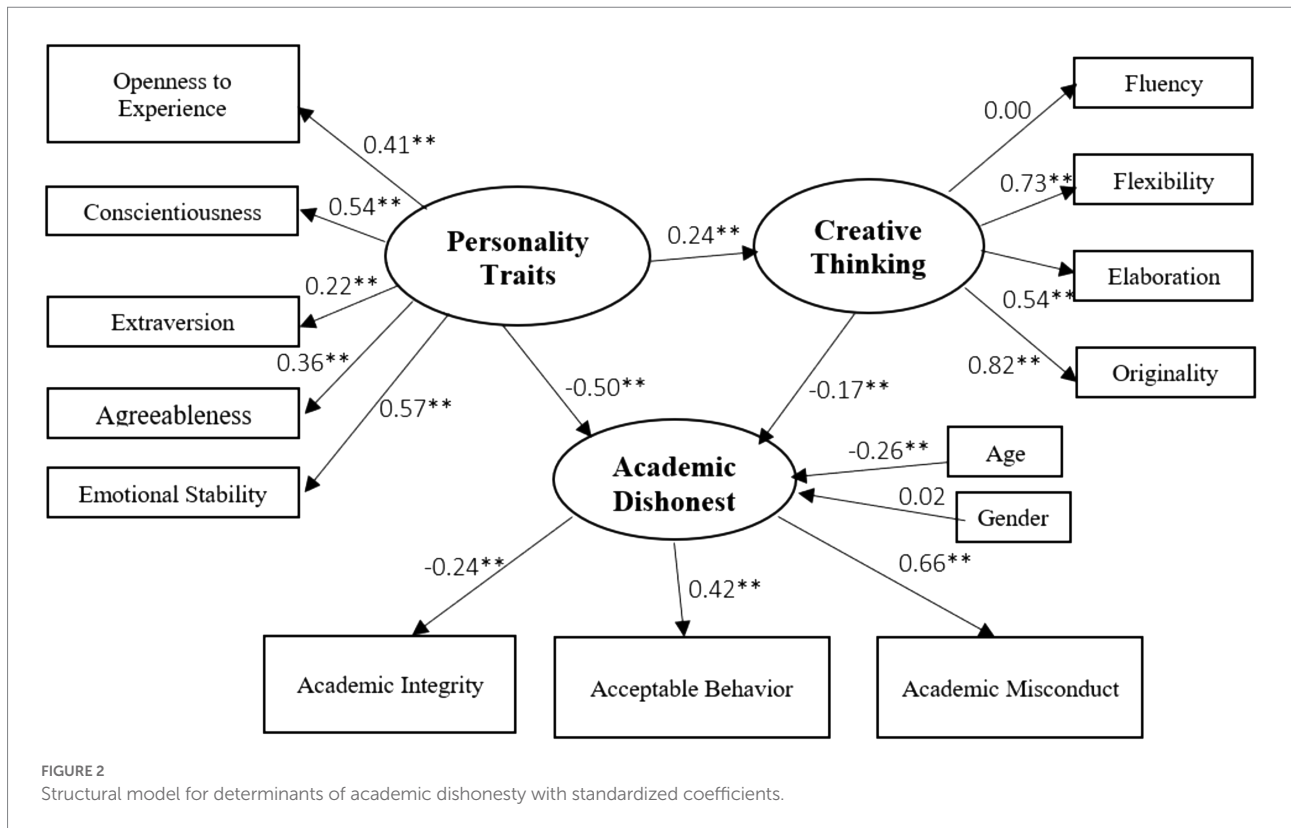 Openness to
Experience
0.41**
Conscientiousness
0.54**
Extraversion
0.22**
Agreeableness
0.36**
Emotional Stability
0.57**
Personality
Traits
0.24**
Creative
Thinking
0.00
Fluency
0.73**
Flexibility
Elaboration
0.54**
0.82**
Originality
-0.50**
-0.17**
Academic
Dishonest
-0.26**
Age
0.02
Gender
-0.24**
0.42**
0.66**
Academic Integrity
Acceptable Behavior
Academic Misconduct
FIGURE 2
Structural model for determinants of academic dishonesty with standardized coefficients.